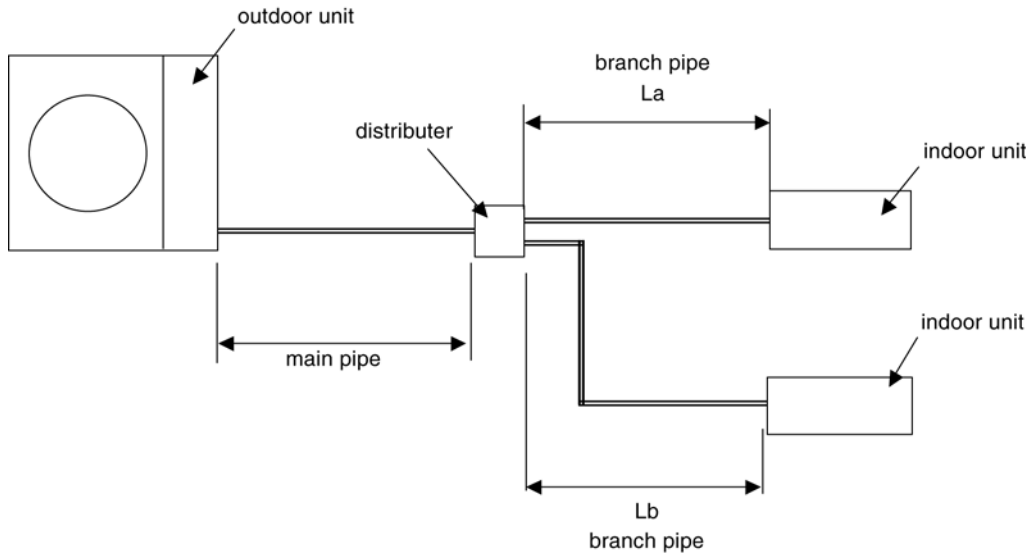 outdoor unit
branch pipe
La
distributer
indoor unit
main pipe
indoor unit
Lb
branch pipe